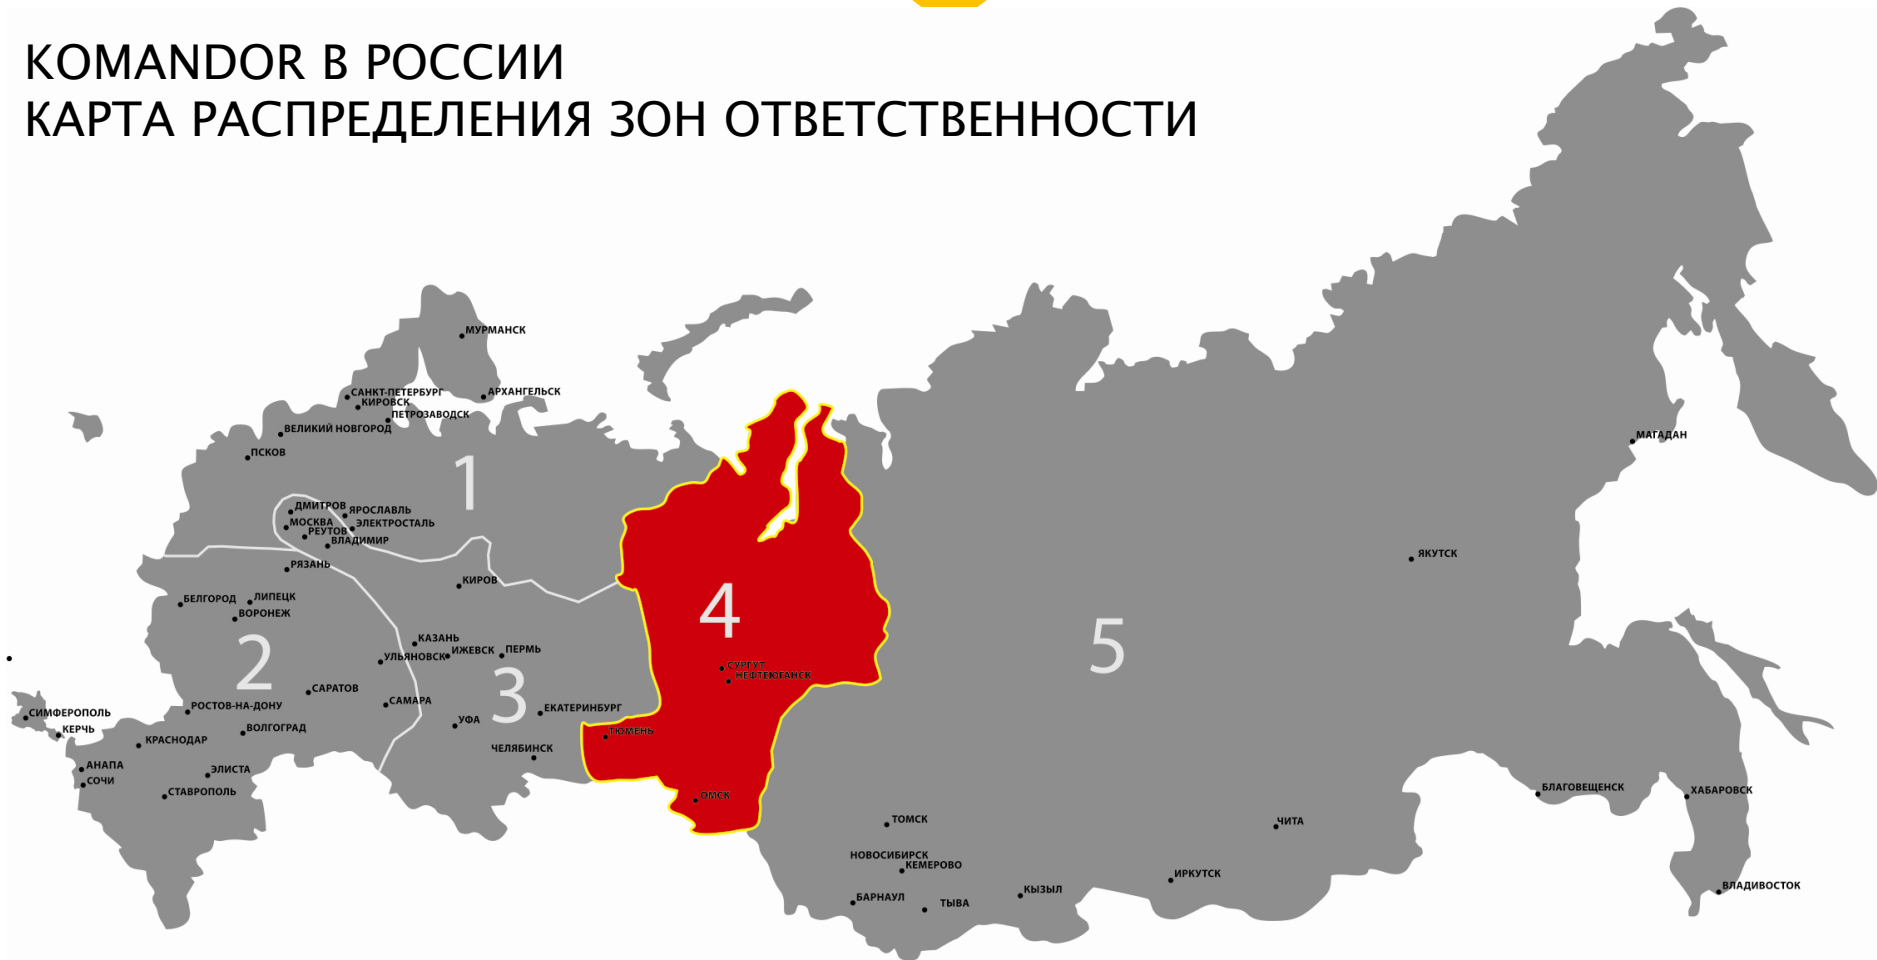 KOMANDOR В РОССИИ
КАРТА РАСПРЕДЕЛЕНИЯ ЗОН ОТВЕТСТВЕННОСТИ
МУРМАНСК
САНКТ-ПЕТЕРБУРГ
АРХАНГЕЛЬСК
КИРОВСК
ПЕТРОЗАВОДСК
ВЕЛИКИЙ НОВГОРОД
ПСКОВ
1
ДМИТРОВ
ЯРОСЛАВЛЬ
МОСКВА
ЭЛЕКТРОСТАЛЬ
РЕУТОВ
ВЛАДИМИР
РЯЗАНЬ
КИРОВ
БЕЛГОРОД
ЛИПЕЦК
ВОРОНЕЖ
2
КАЗАНЬ
УЛЬЯНОВСК
ИЖЕВСК
ПЕРМЬ
3
САРАТОВ
САМАРА
РОСТОВ-НА-ДОНУ
ЕКАТЕРИНБУРГ
УФА
ВОЛГОГРАД
ЧЕЛЯБИНСК
СИМФЕРОПОЛЬ
КЕРЧЬ
КРАСНОДАР
АНАПА
СОЧИ
ЭЛИСТА
СТАВРОПОЛЬ
4
СУРГУТ
НЕФТЕЮГАНСК
ТЮМЕНЬ
ОМСК
5
МАГАДАН
ЯКУТСК
ТОМСК
НОВОСИБИРСК
КЕМЕРОВО
БАРНАУЛ
ТЫВА
КЫЗЫЛ
ИРКУТСК
ЧИТА
БЛАГОВЕЩЕНСК
ХАБАРОВСК
ВЛАДИВОСТОК